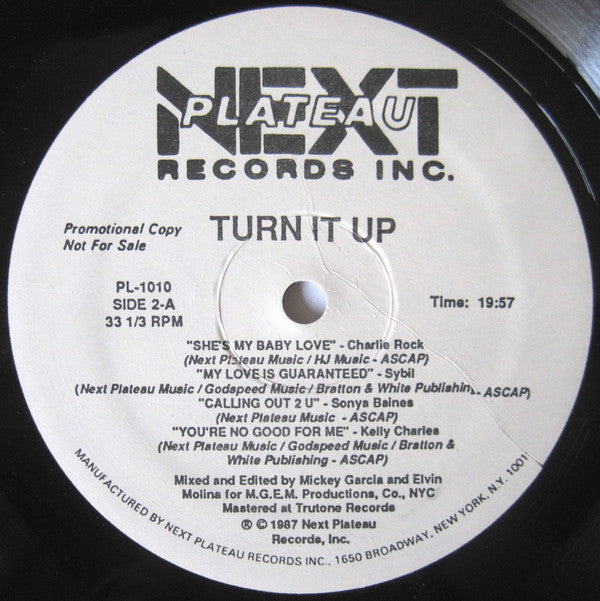 NEXT
PLATEAU
RECORDS INC.
Promotional Copy
Not For Sale
TURN IT UP
PL-1010
SIDE 2-A
33 1/3 RPM
Time: 19:57
"SHE'S MY BABY LOVE" - Charlie Rock
(Next Plateau Music / HJ Music - ASCAP)
"MY LOVE IS GUARANTEED" - Sybil
(Next Plateau Music / Godspeed Music / Bratton & White Publishin, - ASCAP)
"CALLING OUT 2 U" - Sonya Baines
(Next Plateau Music - ASCAP)
"YOU'RE NO GOOD FOR ME" - Kelly Charles
(Next Plateau Music / Godspeed Music / Bratton &
White Publishing - ASCAP)
Mixed and Edited by Mickey Garcia and Elvin
Molina for M.G.E.M. Productions, Co., NYC
Mastered at Trutone Records
® © 1987 Next Plateau
Records, Inc.
MANUFACTURED BY NEXT PLATEAU RECORDS INC., 1650 BROADWAY, NEW YORK, N.Y. 1001